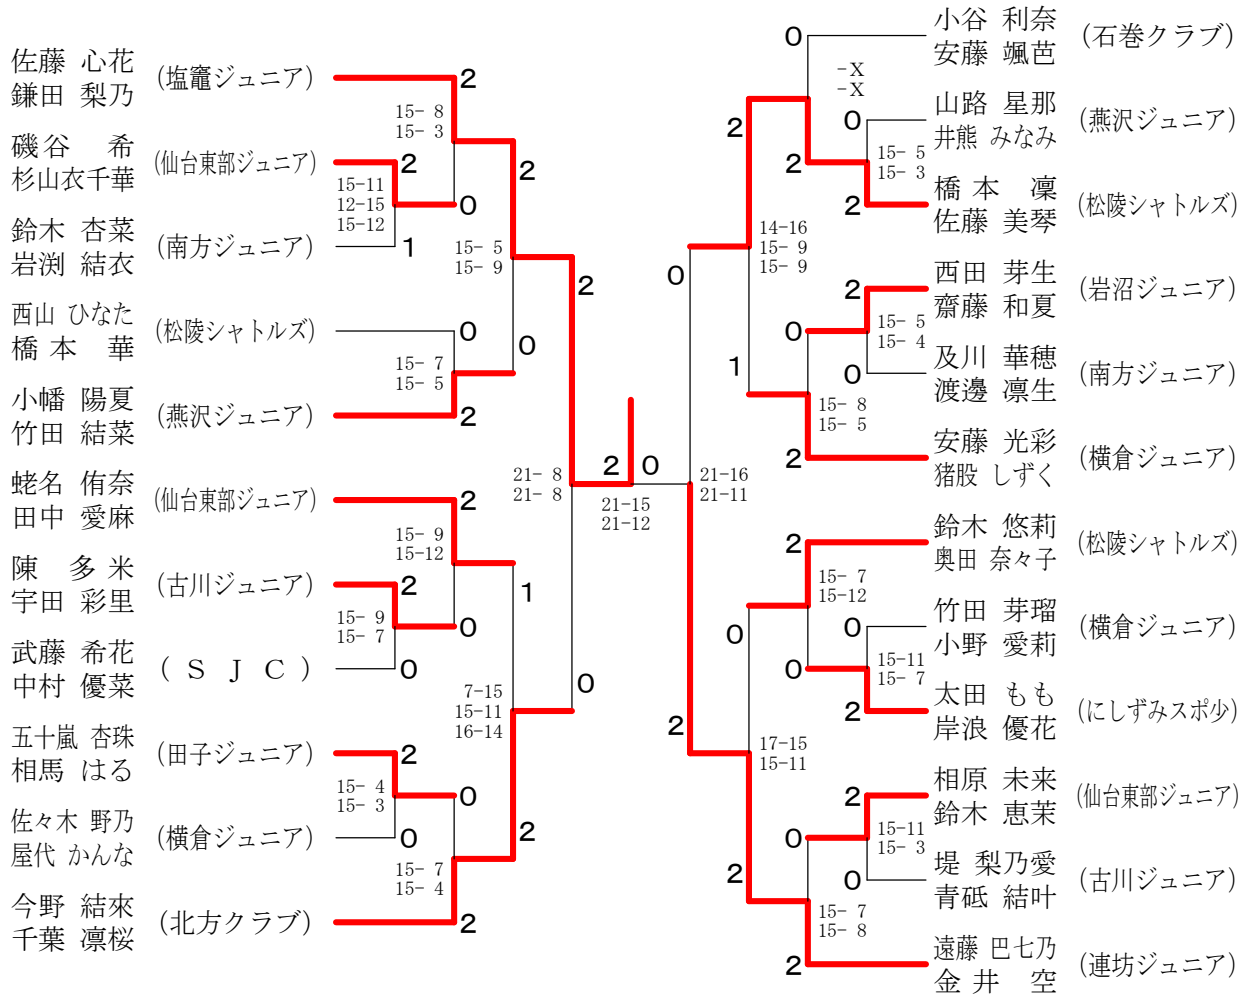 佐藤 心花
鎌田 梨乃
(塩竈ジュニア)
2
15- 8
15- 3
磯谷 希
杉山衣千華
(仙台東部ジュニア)
2
15-11
12-15
15-12
0
2
鈴木 杏菜
岩渕 結衣
(南方ジュニア)
1
15- 5
15- 9
2
西山 ひなた
橋本 華
(松陵シャトルズ)
0
15- 7
15- 5
0
小幡 陽夏
竹田 結菜
(燕沢ジュニア)
2
21- 8
21- 8
蛯名 侑奈
田中 愛麻
(仙台東部ジュニア)
2
15- 9
15-12
陳 多米
宇田 彩里
(古川ジュニア)
2
15- 9
15- 7
0
1
武藤 希花
中村 優菜
(ＳＪＣ)
0
7-15
15-11
16-14
0
五十嵐 杏珠
相馬 はる
(田子ジュニア)
2
15- 4
15- 3
0
佐々木 野乃
屋代 かんな
(横倉ジュニア)
0
15- 7
15- 4
2
今野 結來
千葉 凛桜
(北方クラブ)
2
2 0
21-15
21-12
小谷 利奈
安藤 颯芭
(石巻クラブ)
0
-X
-X
山路 星那
井熊 みなみ
(燕沢ジュニア)
0
15- 5
15- 3
2
2
橋本 凜
佐藤 美琴
(松陵シャトルズ)
2
14-16
15- 9
15- 9
0
西田 芽生
齋藤 和夏
(岩沼ジュニア)
2
15- 5
15- 4
0
及川 華穂
渡邊 凛生
(南方ジュニア)
0
1
15- 8
15- 5
安藤 光彩
猪股 しずく
(横倉ジュニア)
2
21-16
21-11
鈴木 悠莉
奥田 奈々子
(松陵シャトルズ)
2
15- 7
15-12
竹田 芽瑠
小野 愛莉
(横倉ジュニア)
0
15-11
15- 7
0
0
太田 もも
岸浪 優花
(にしずみスポ少)
2
2
17-15
15-11
相原 未来
鈴木 恵茉
(仙台東部ジュニア)
2
15-11
15- 3
0
堤 梨乃愛
青砥 結叶
(古川ジュニア)
0
2
15- 7
15- 8
遠藤 巴七乃
金井 空
(連坊ジュニア)
2